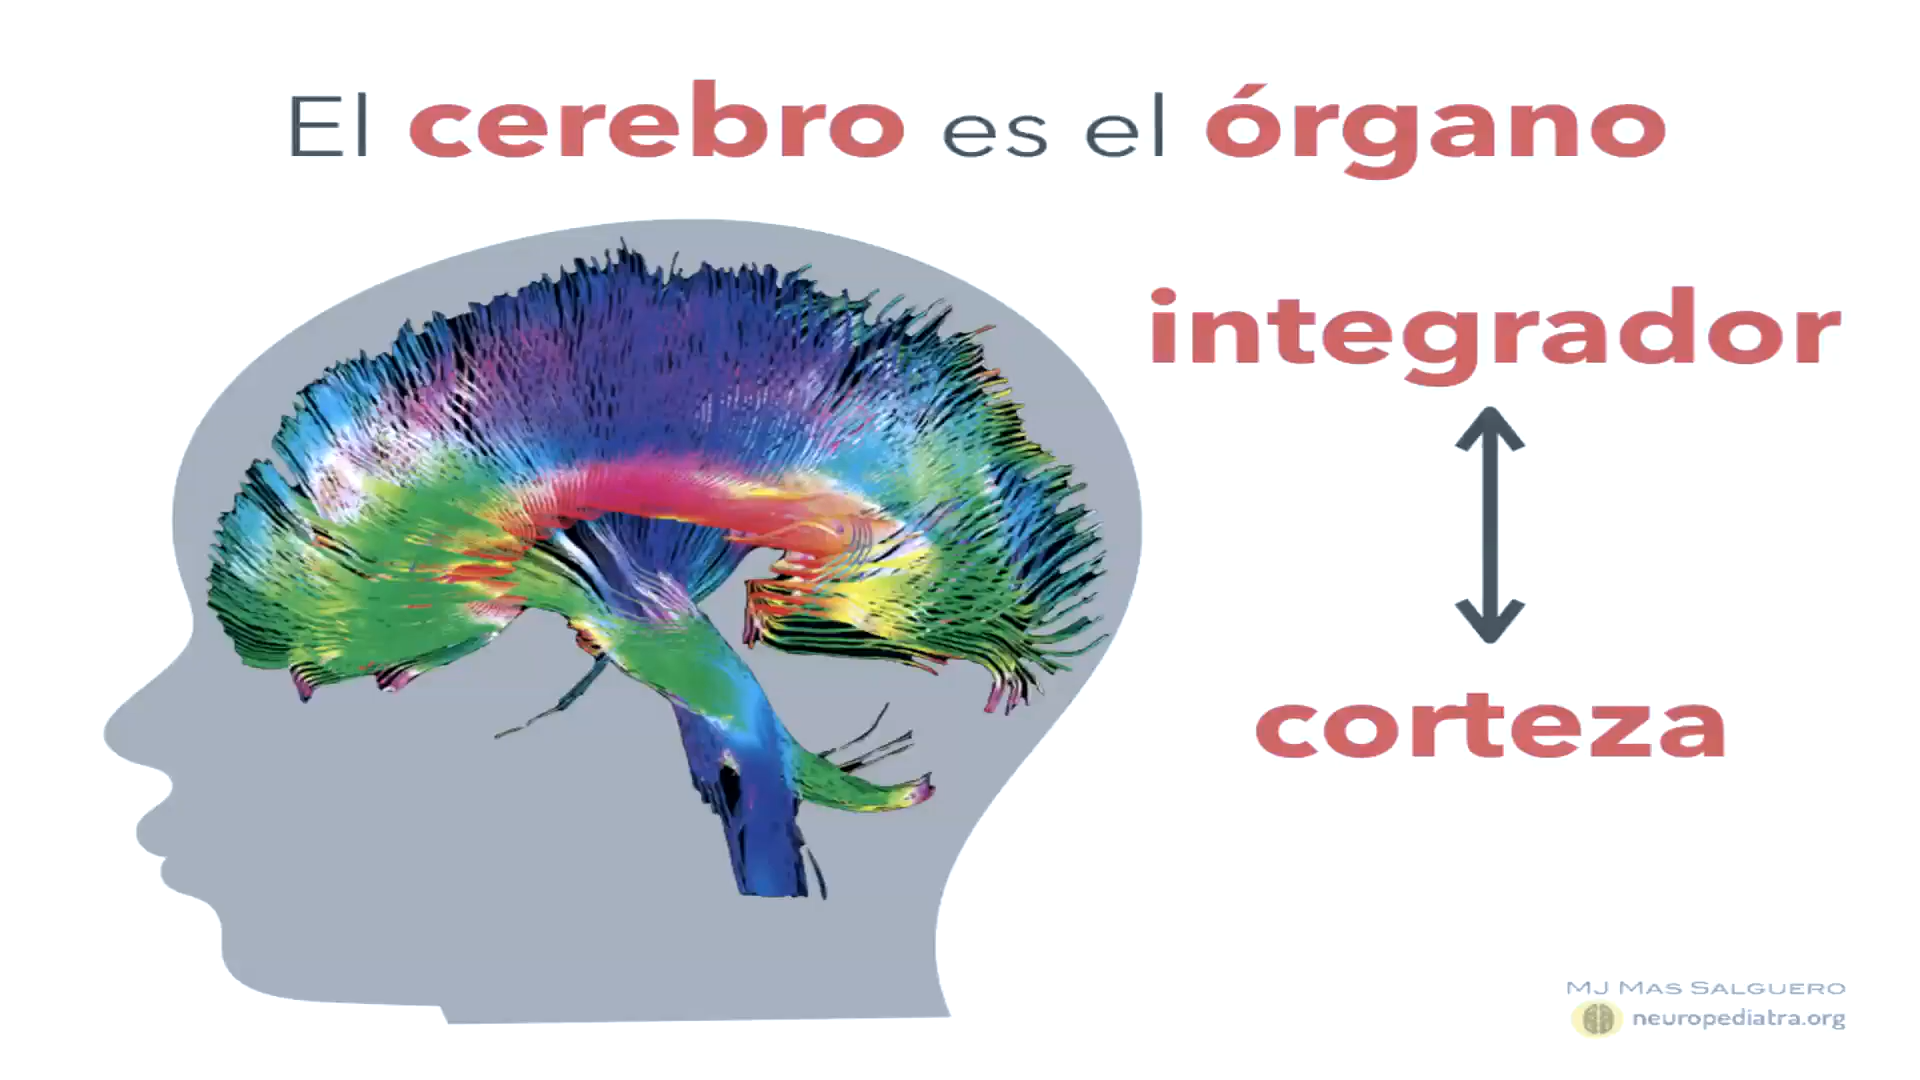 El cerebro es el órgano
integrador
corteza
MJ MAS SALGUERO
neuropediatra.org